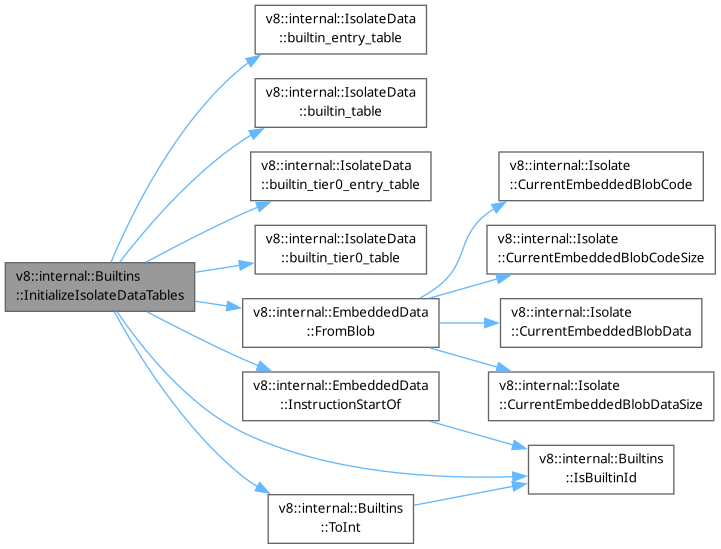 v8::internal::Builtins
::InitializeIsolateDataTables
v8::internal::IsolateData
::builtin_entry_table
v8::internal::IsolateData
::builtin_table
v8::internal::IsolateData
::builtin_tier0_entry_table
v8::internal::IsolateData
::builtin_tier0_table
v8::internal::EmbeddedData
::FromBlob
v8::internal::EmbeddedData
::InstructionStartOf
v8::internal::Builtins
::ToInt
v8::internal::Isolate
::CurrentEmbeddedBlobCode
v8::internal::Isolate
::CurrentEmbeddedBlobCodeSize
v8::internal::Isolate
::CurrentEmbeddedBlobData
v8::internal::Isolate
::CurrentEmbeddedBlobDataSize
v8::internal::Builtins
::IsBuiltinId